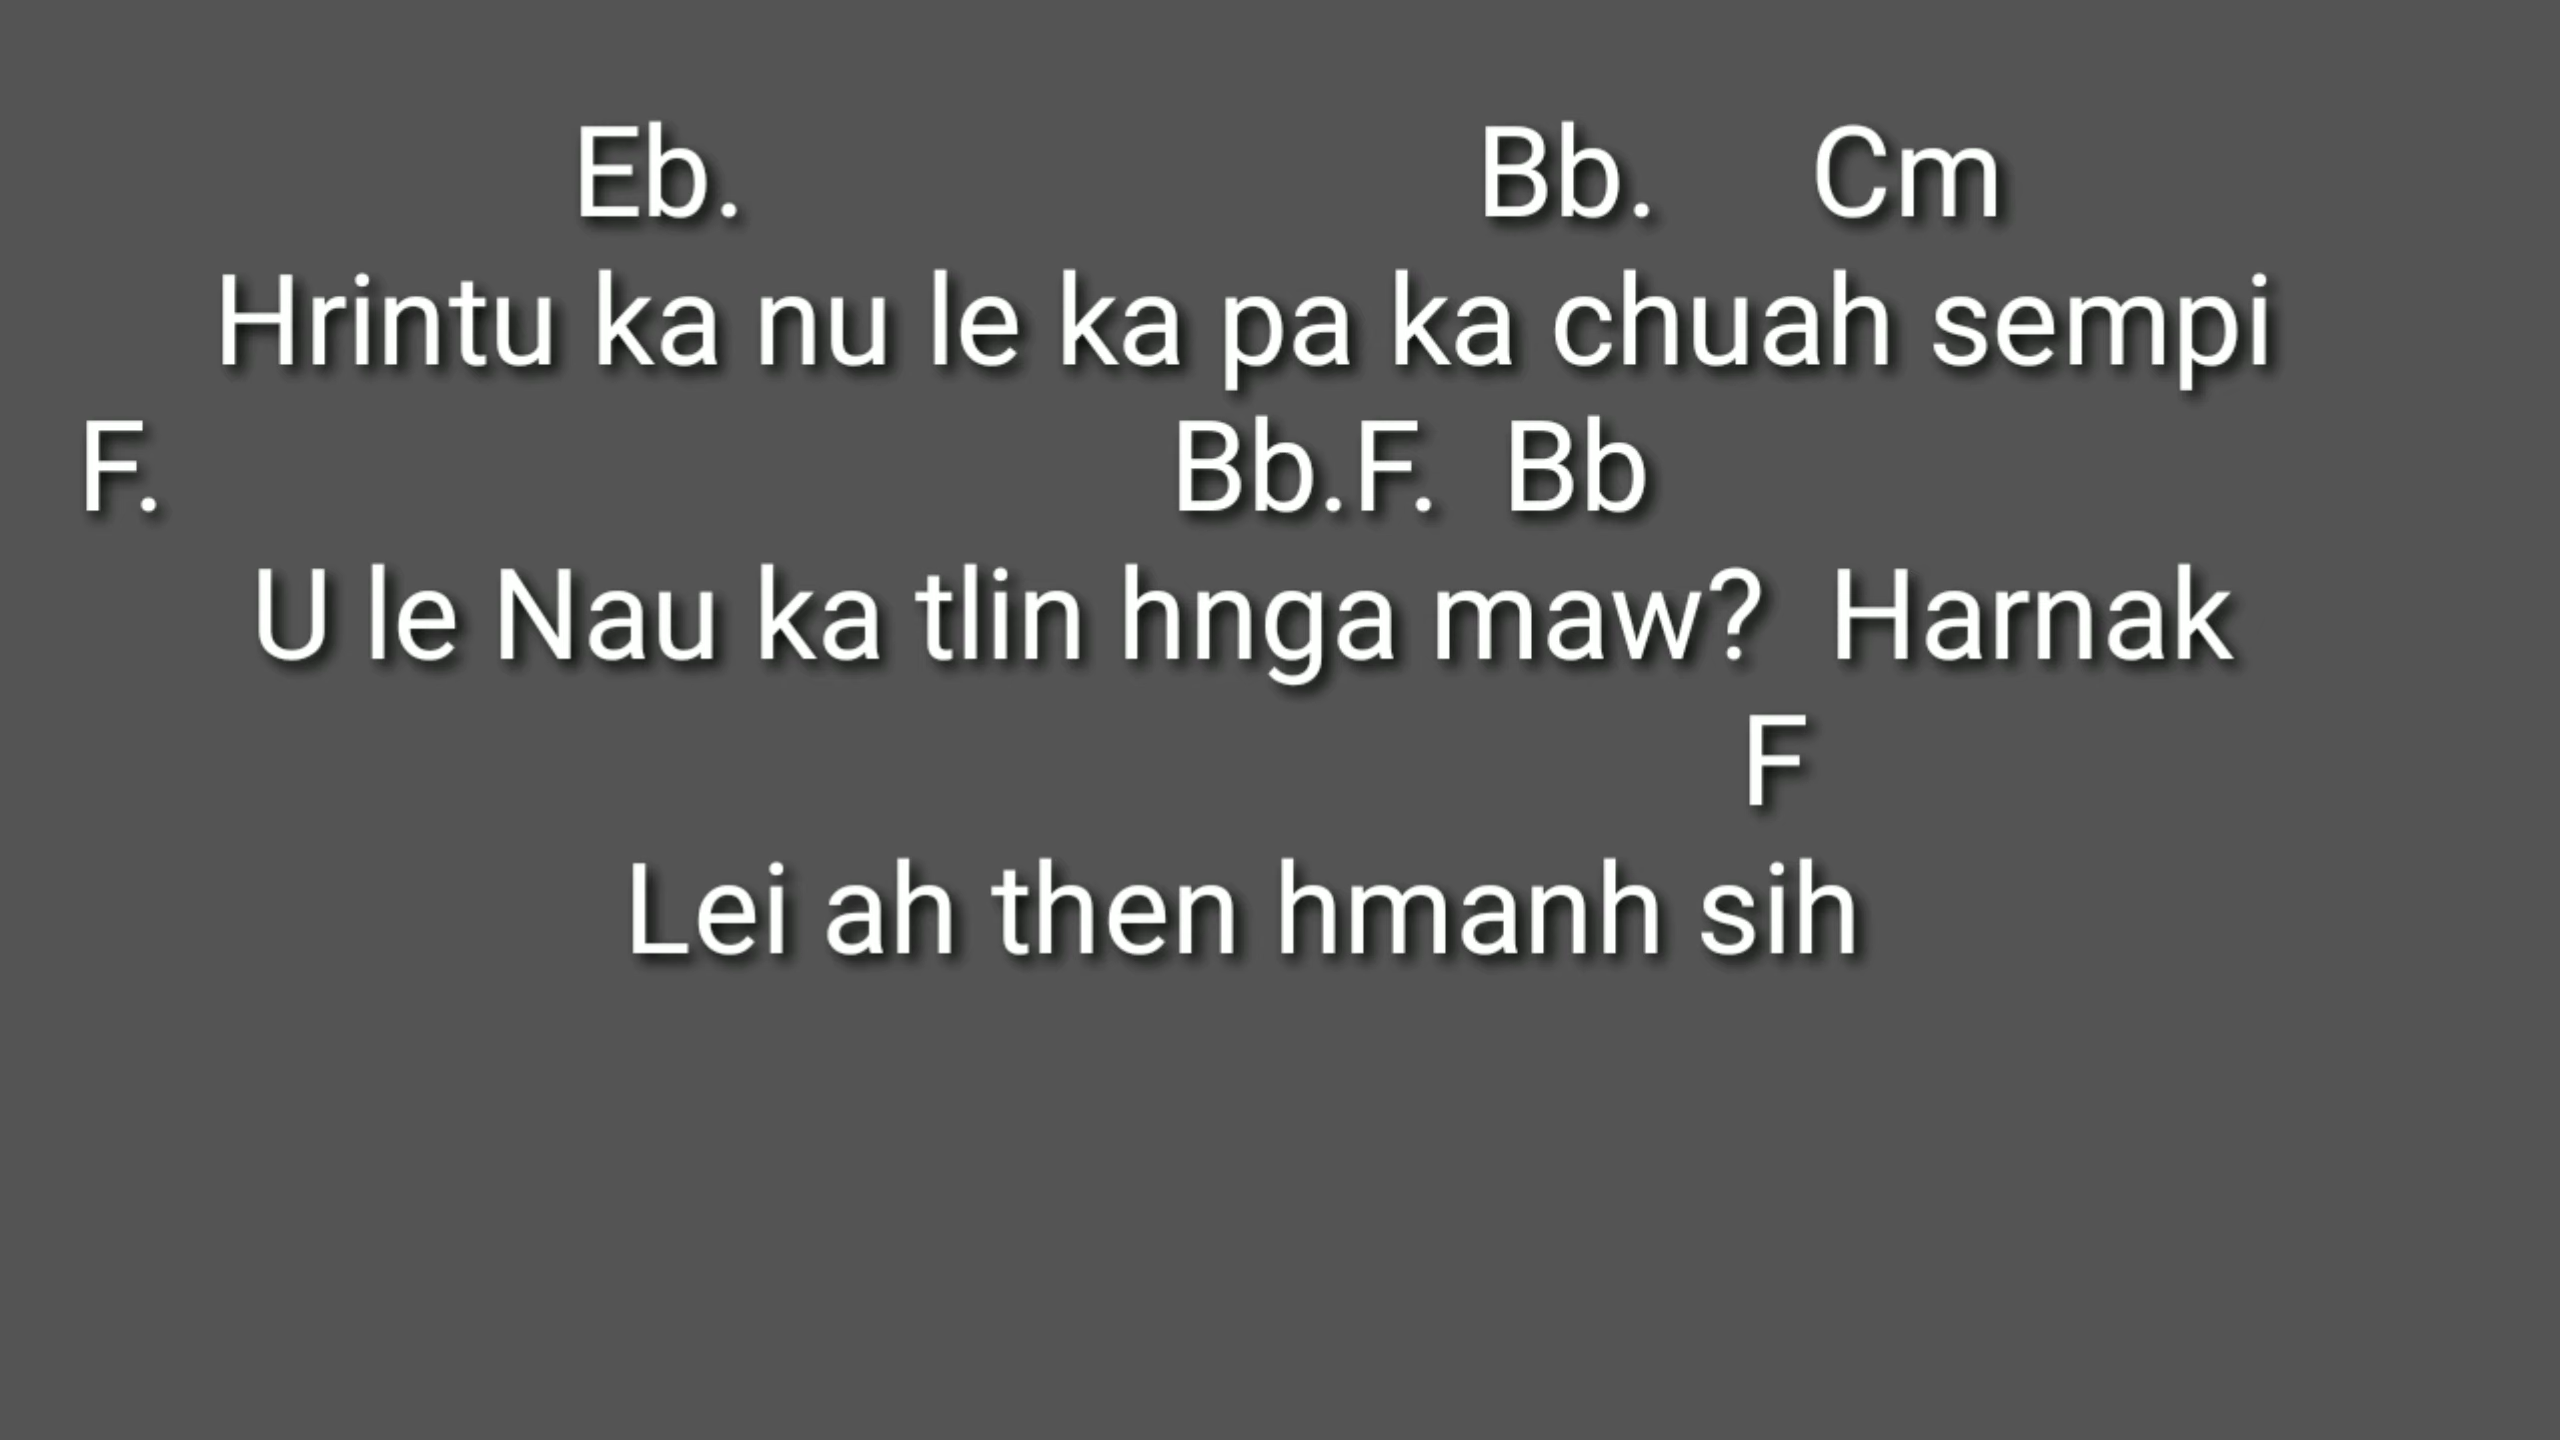 Eb. Bb. Cm
Hrintu ka nu le ka pa ka chuah sempi
F. Bb.F. Bb
U le Nau ka tlin hnga maw? Harnak
F
Lei ah then hmanh sih